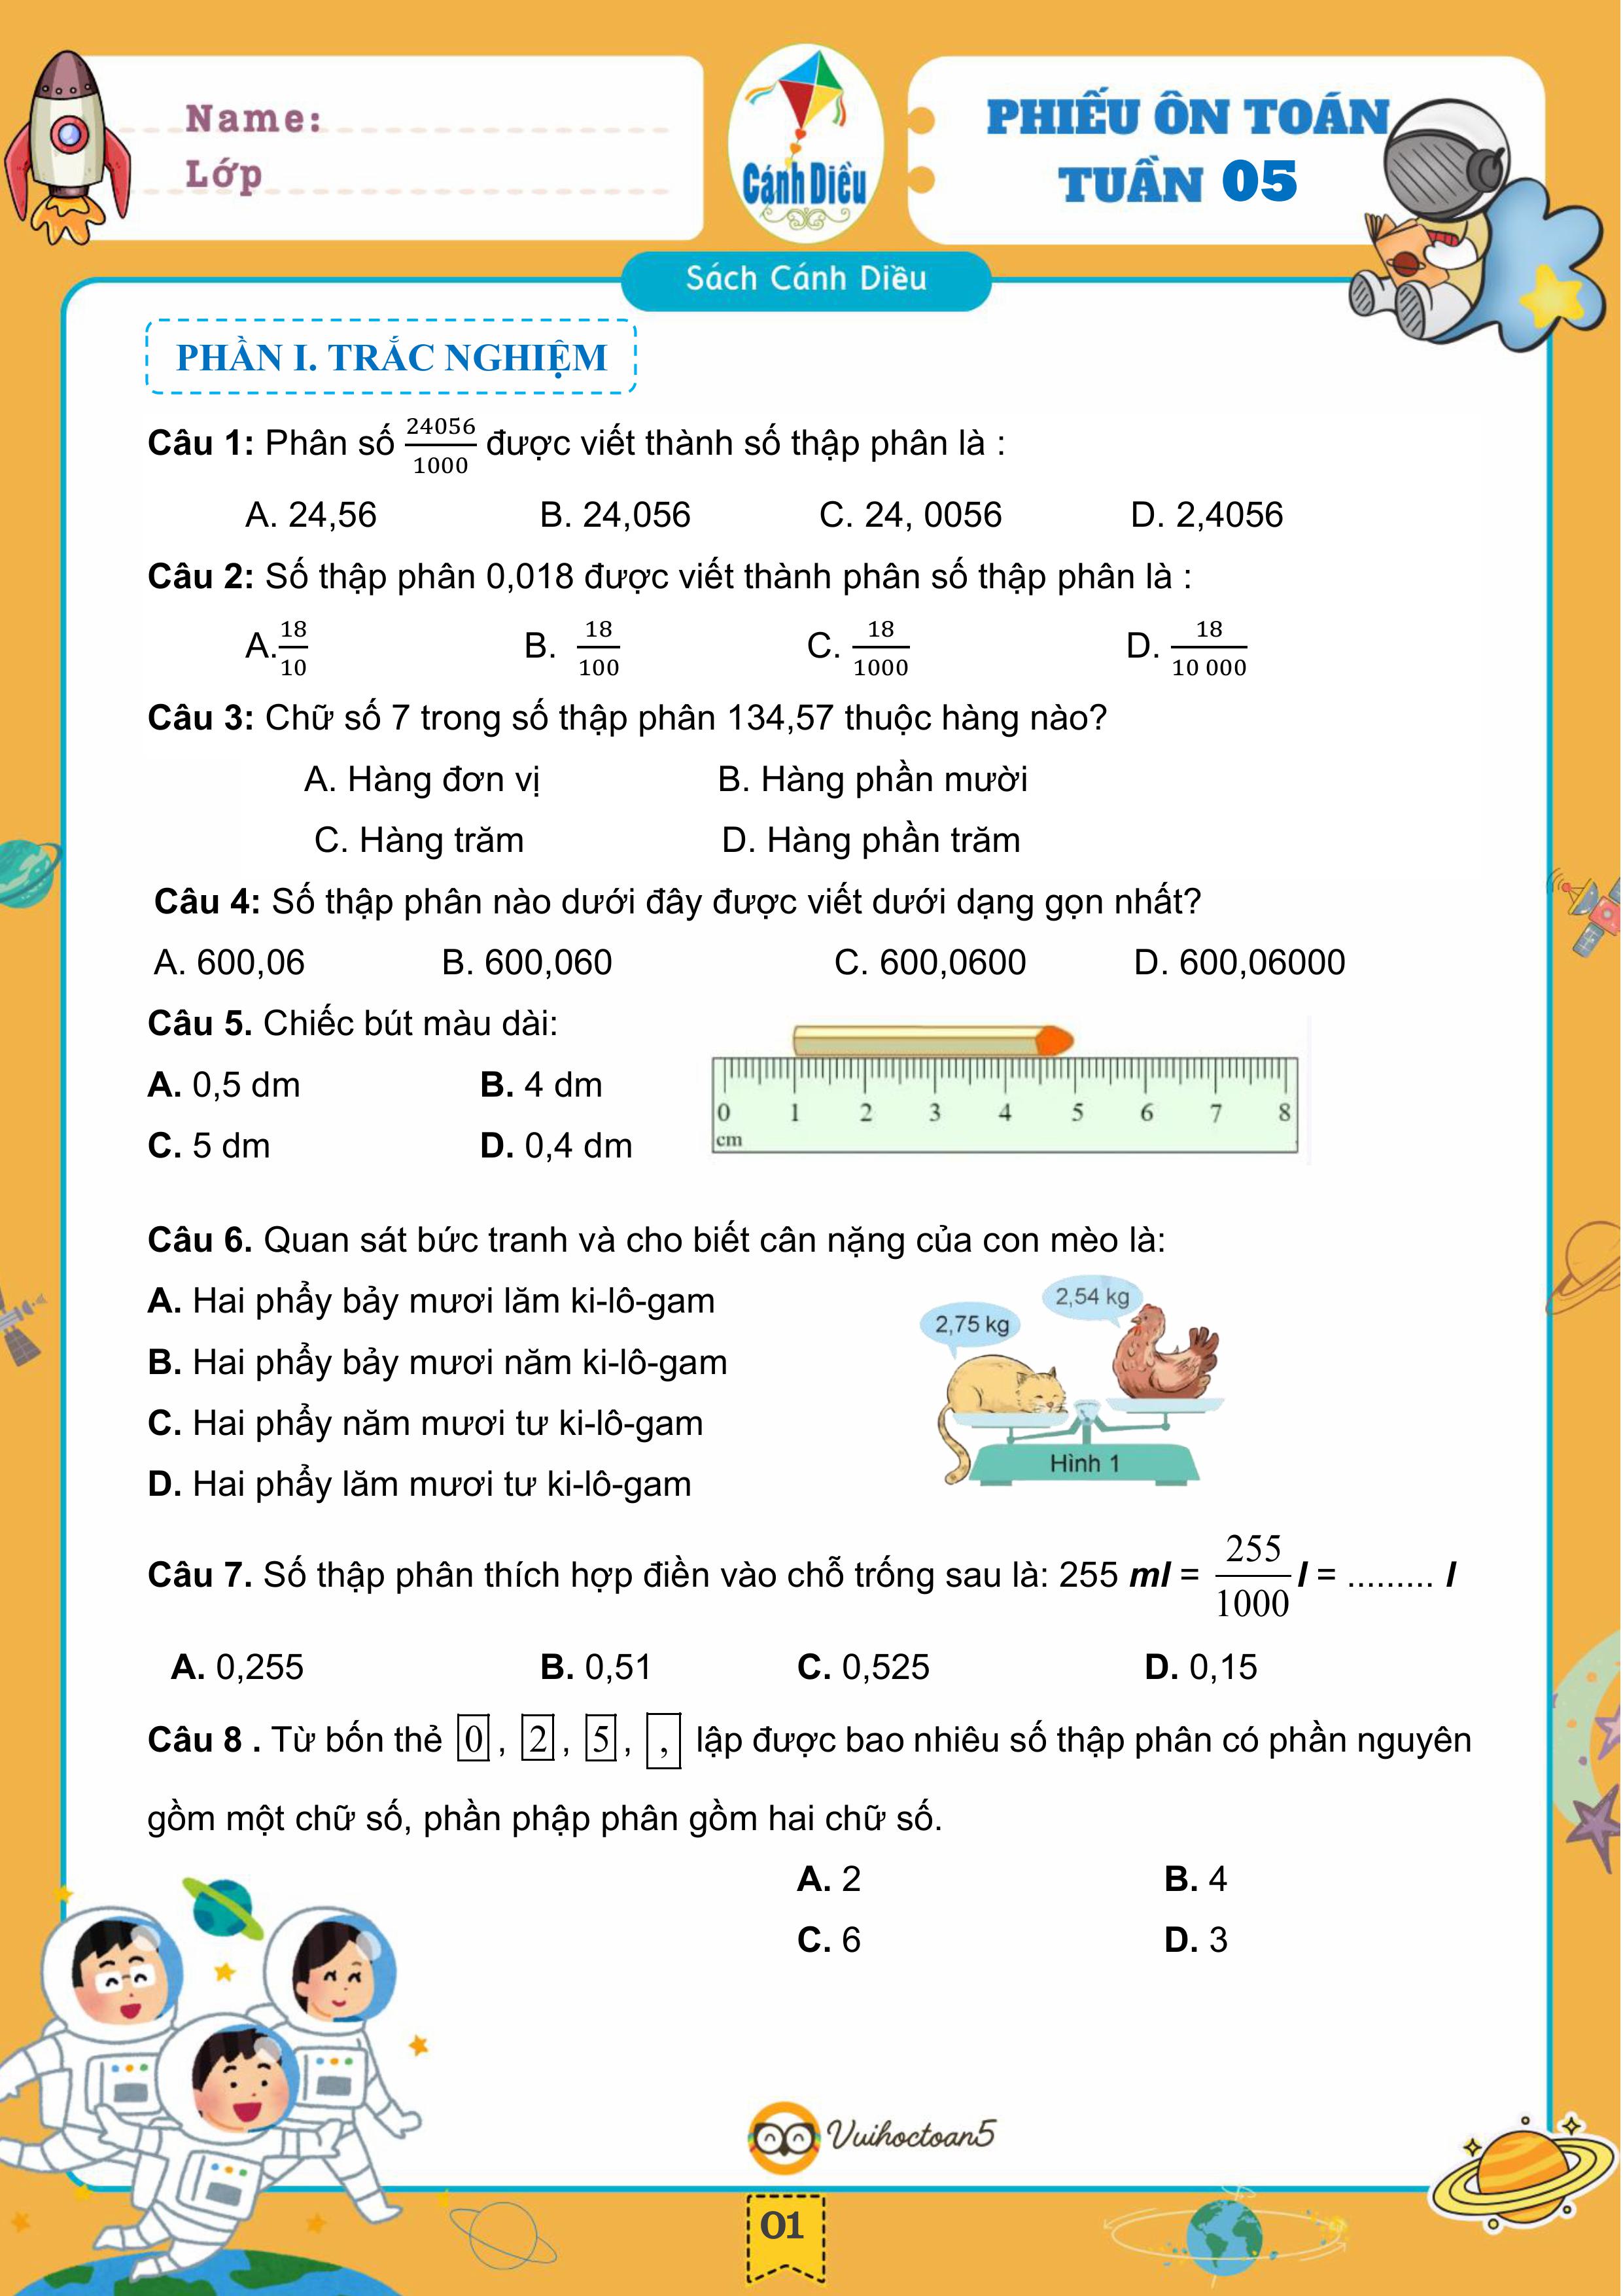 Name:
Lớp
Cánh Diều
PHIẾU ÔN TOÁN
TUẦN 05
Sách Cánh Diều
PHẦN I. TRẮC NGHIỆM
Câu 1: Phân số 24056/1000 được viết thành số thập phân là :
A. 24,56 B. 24,056 C. 24, 0056 D. 2,4056
Câu 2: Số thập phân 0,018 được viết thành phân số thập phân là :
A. 18/10 B. 18/100 C. 18/1000 D. 18/10 000
Câu 3: Chữ số 7 trong số thập phân 134,57 thuộc hàng nào?
A. Hàng đơn vị B. Hàng phần mười
C. Hàng trăm D. Hàng phần trăm
Câu 4: Số thập phân nào dưới đây được viết dưới dạng gọn nhất?
A. 600,06 B. 600,060 C. 600,0600 D. 600,06000
Câu 5. Chiếc bút màu dài:
A. 0,5 dm B. 4 dm
C. 5 dm D. 0,4 dm
0 1 2 3 4 5 6 7 8
cm
Câu 6. Quan sát bức tranh và cho biết cân nặng của con mèo là:
A. Hai phẩy bảy mươi lăm ki-lô-gam
B. Hai phẩy bảy mươi năm ki-lô-gam
C. Hai phẩy năm mươi tư ki-lô-gam
D. Hai phẩy lăm mươi tư ki-lô-gam
2,54 kg
2,75 kg
Hình 1
Câu 7. Số thập phân thích hợp điền vào chỗ trống sau là: 255 ml = 255/1000 l = ......... l
A. 0,255 B. 0,51 C. 0,525 D. 0,15
Câu 8 . Từ bốn thẻ 0 , 2 , 5 , , lập được bao nhiêu số thập phân có phần nguyên
gồm một chữ số, phần phập phân gồm hai chữ số.
A. 2 B. 4
C. 6 D. 3
Vuihoctoan5
01